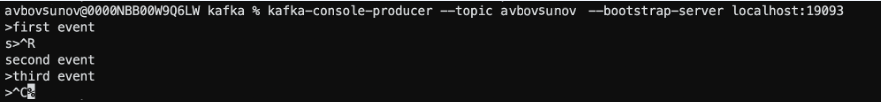 avbovsunov@0000NBB00W9Q6LW kafka % kafka-console-producer --topic avbovsunov  --bootstrap-server localhost:19093
>first event
s>^R
second event
>third event
>^C%